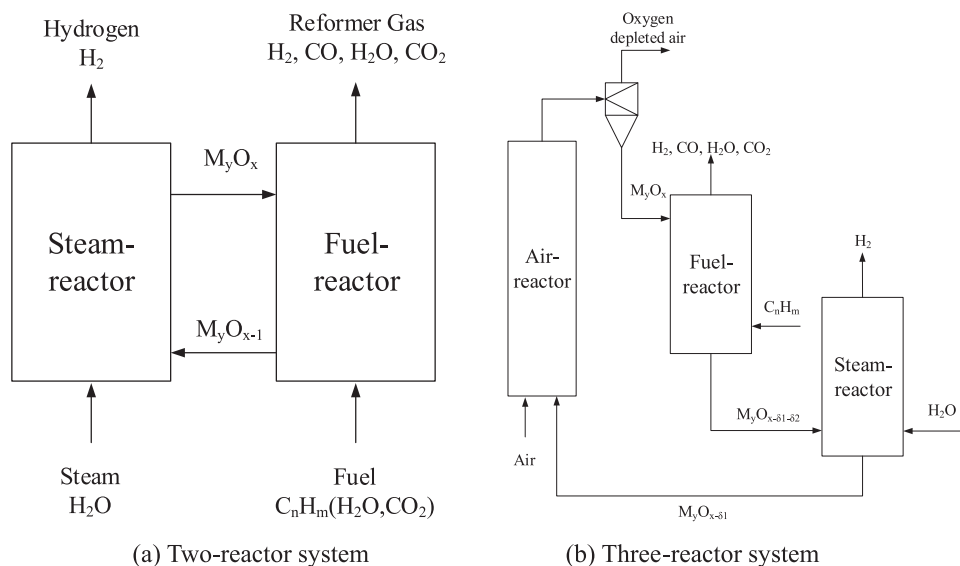 Hydrogen
H₂
Reformer Gas
H₂, CO, H₂O, CO₂
MyOx
Steam-
reactor
Fuel-
reactor
MyOx-1
Steam
H₂O
Fuel
CnHm(H₂O,CO₂)
(a) Two-reactor system
Oxygen
depleted air
H₂, CO, H₂O, CO₂
MyOx
Air-
reactor
Fuel-
reactor
CnHm
H₂
Steam-
reactor
MyOx-δ1-δ2
H₂O
Air
MyOx-δ1
(b) Three-reactor system